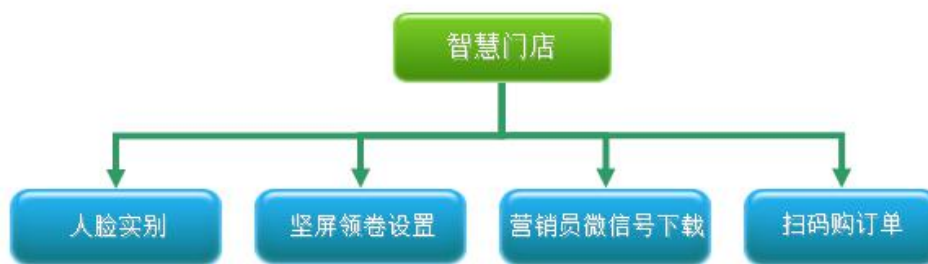 智慧门店
人脸实别
坚屏领卷设置
营销员微信号下载
扫码购订单